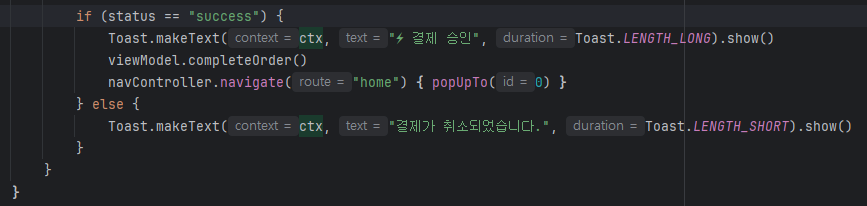 if (status == "success") {
Toast.makeText( context = ctx, text = "⚡ 결제 승인", duration = Toast.LENGTH_LONG).show()
viewModel.completeOrder()
navController.navigate( route = "home") { popUpTo( id = 0) }
} else {
Toast.makeText( context = ctx, text = "결제가 취소되었습니다.", duration = Toast.LENGTH_SHORT).show()
}
}
}